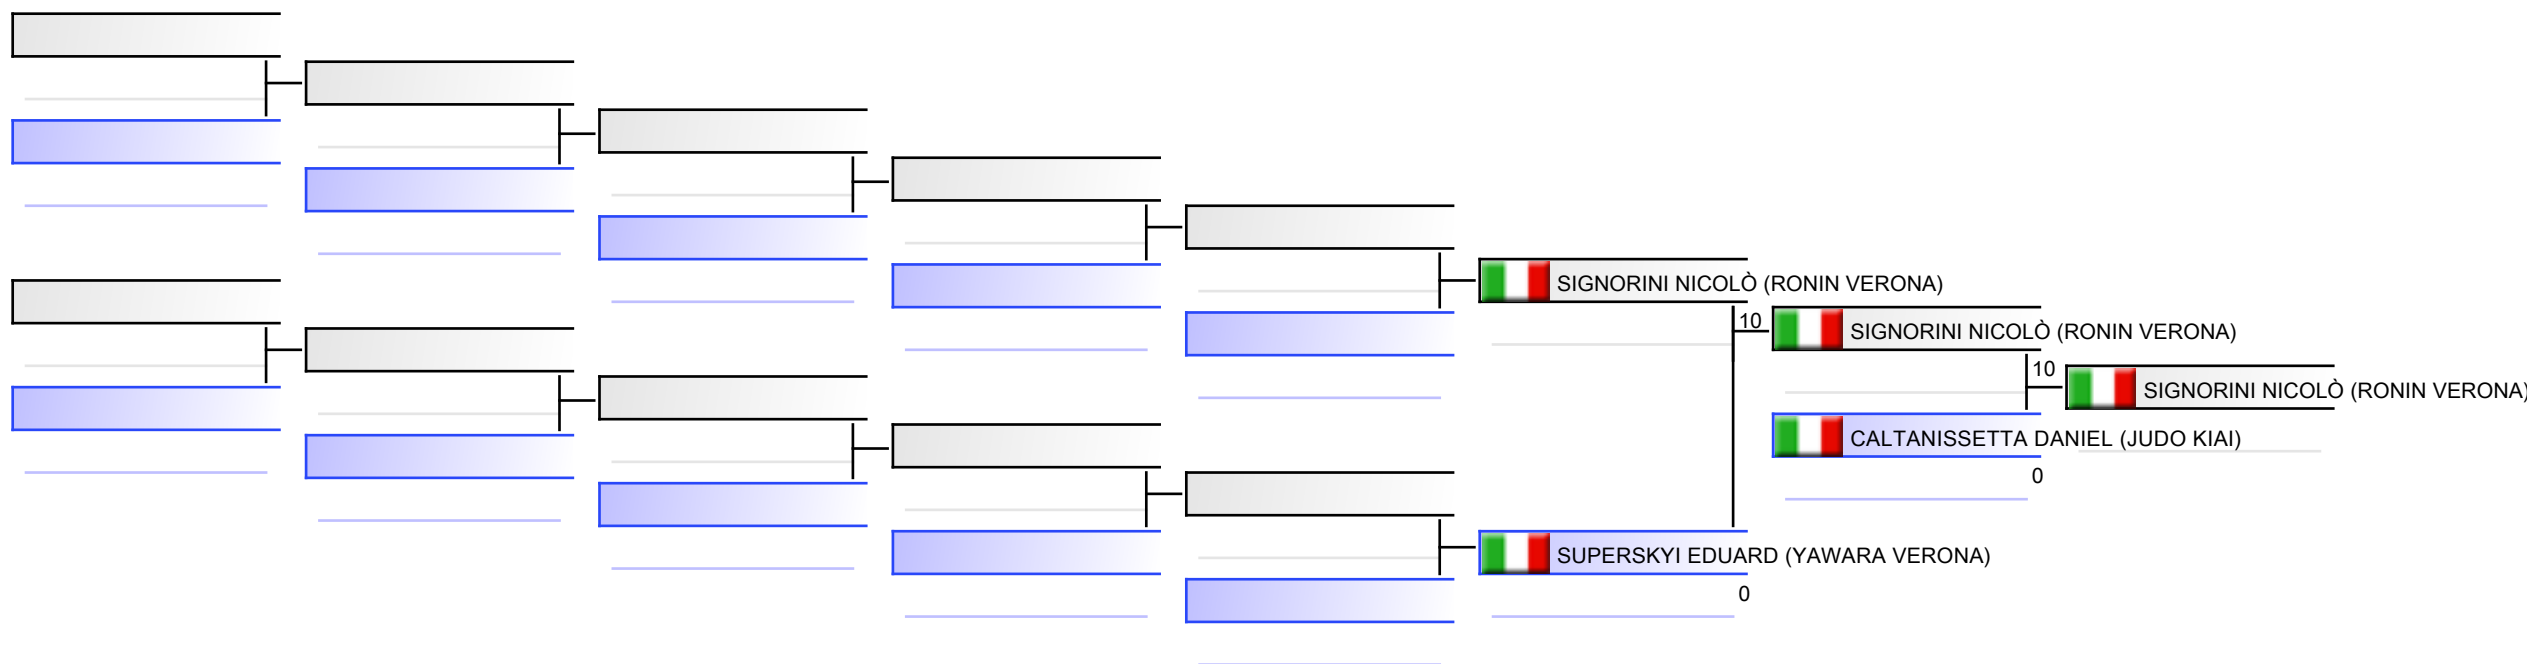 SIGNORINI NICOLÒ (RONIN VERONA)
10
SIGNORINI NICOLÒ (RONIN VERONA)
10
SIGNORINI NICOLÒ (RONIN VERONA)
CALTANISSETTA DANIEL (JUDO KIAI)
0
SUPERSKYI EDUARD (YAWARA VERONA)
0